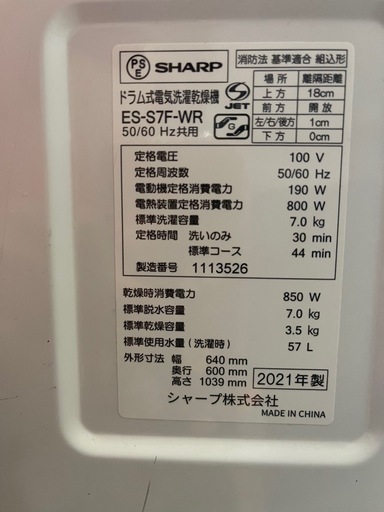 PSE SHARP
ドラム式電気洗濯乾燥機
ES-S7F-WR
50/60 Hz共用
S JET
G
消防法 基準適合 組込形
場所 離隔距離
上方 18cm
前方 開放
左/右/後方 1cm
下方 0cm
定格電圧 100 V
定格周波数 50/60 Hz
電動機定格消費電力 190 W
電熱装置定格消費電力 800 W
標準洗濯容量 7.0 kg
定格時間 洗いのみ 30 min
標準コース 44 min
製造番号 1113526
乾燥時消費電力 850 W
標準脱水容量 7.0 kg
標準乾燥容量 3.5 kg
標準使用水量 (洗濯時) 57 L
外形寸法 幅 640 mm
奥行 600 mm
高さ 1039 mm
2021年製
シャープ株式会社
MADE IN CHINA